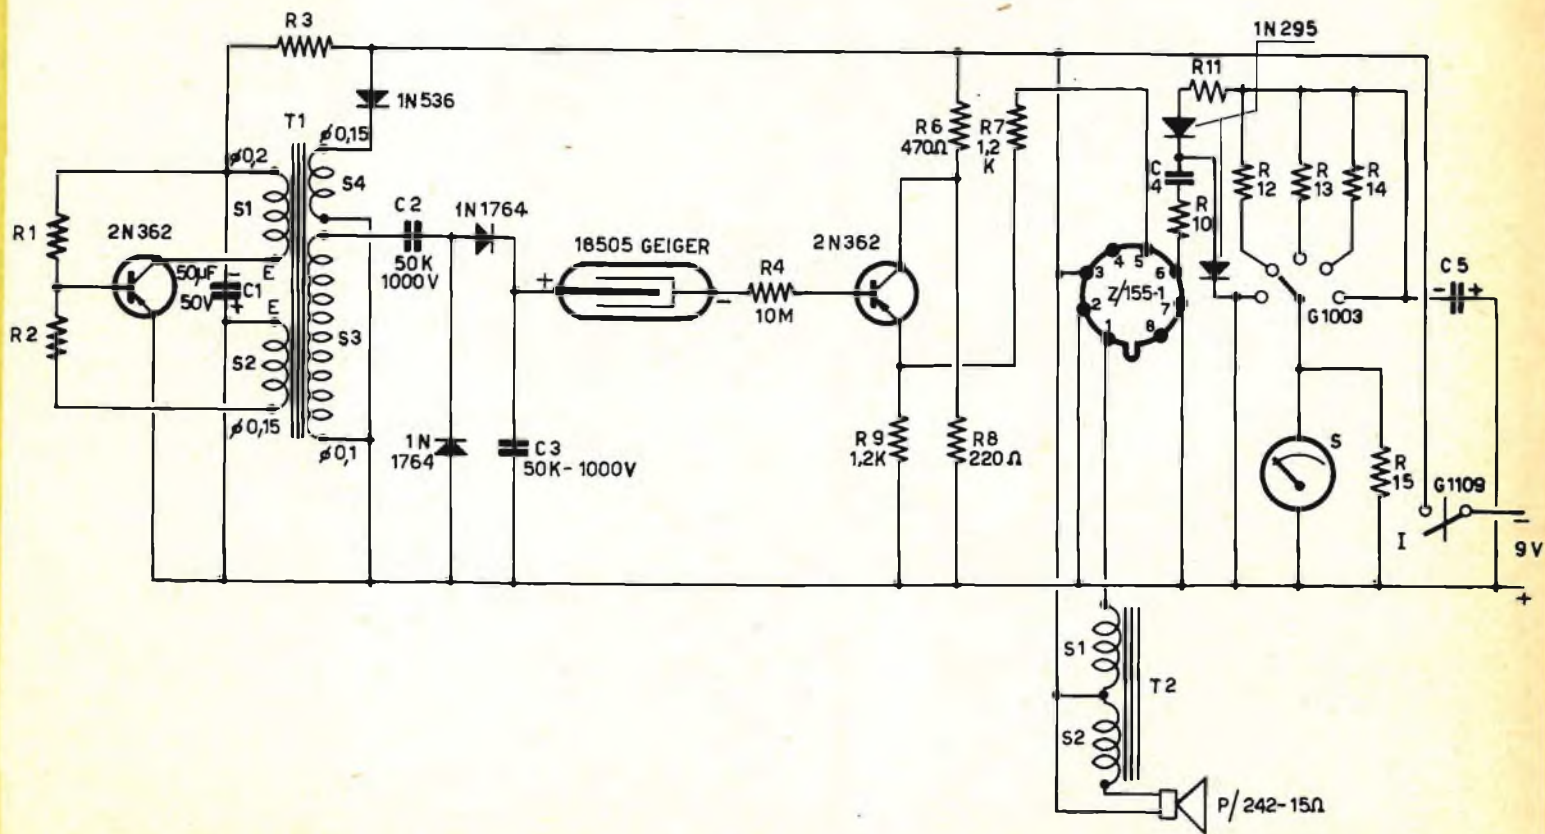 R3
1N536
T1
ø0,15
ø0,2
S4
S1
R1
2N362
50µF
50V
- C1 +
E
E
R2
S2
S3
ø0,15
ø0,1
C2
50K
1000V
1N1764
1N
1764
C3
50K-1000V
18505 GEIGER
+
-
R4
10M
2N362
R6
470Ω
R7
1,2
K
R9
1,2K
R8
220Ω
1N295
R11
C
4
R
10
R
12
R
13
R
14
1
2
3
4
5
6
7
8
Z/155-1
G1003
C5
- +
S
R
15
G1109
I
-
9V
+
S1
T2
S2
P/242-15Ω